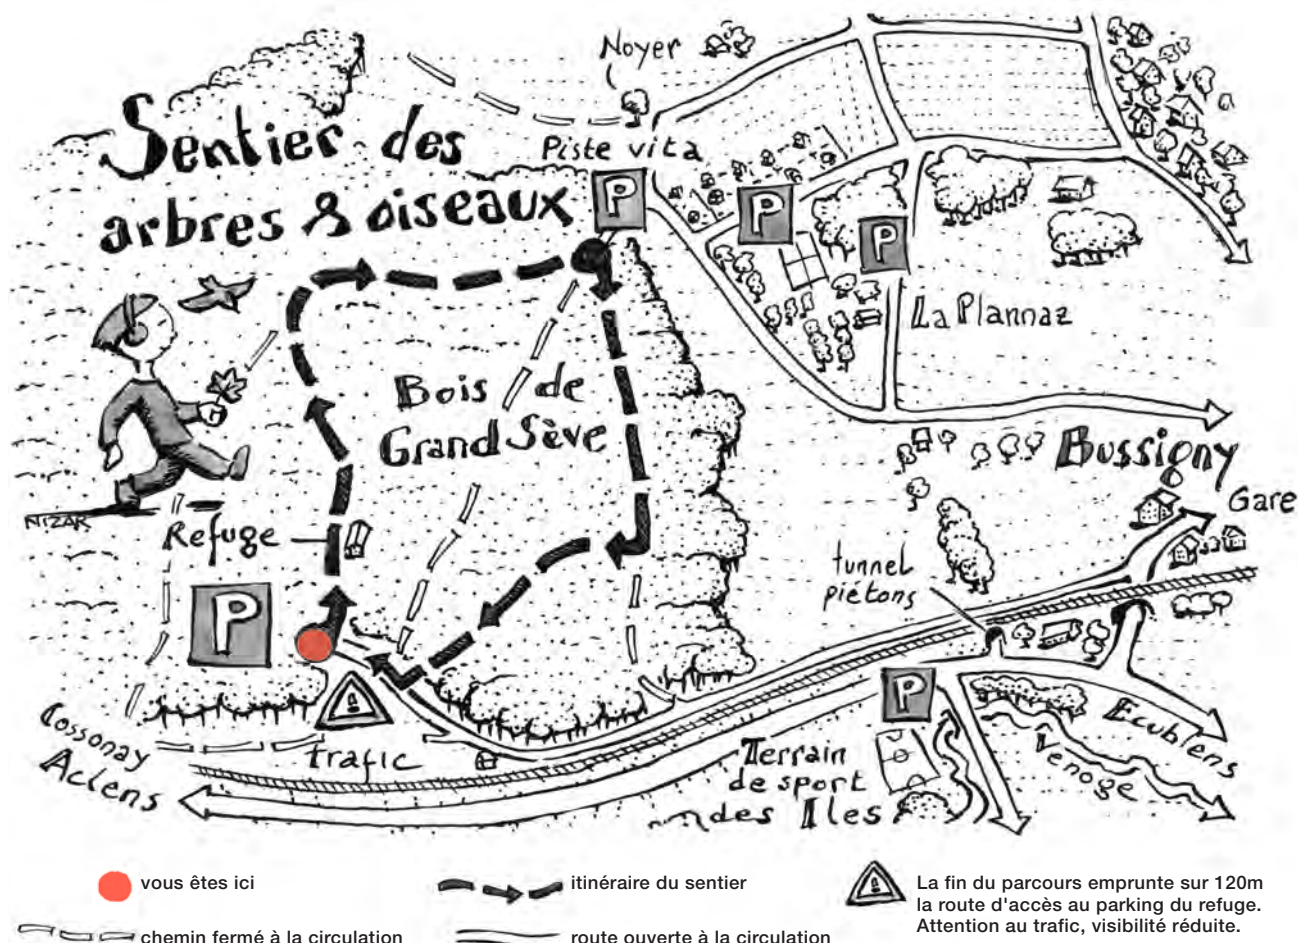 Noyer
Sentier des
arbres & oiseaux
Piste vita
P
P
P
La Plannaz
Bois de
Grand Sève
Bussigny
Gare
NIZAR
Refuge
tunnel
piétons
P
P
Cossonay
Aclens
trafic
Terrain
de sport
des Iles
Ecublens
Venoge
vous êtes ici
itinéraire du sentier
La fin du parcours emprunte sur 120m
la route d'accès au parking du refuge.
Attention au trafic, visibilité réduite.
chemin fermé à la circulation
route ouverte à la circulation